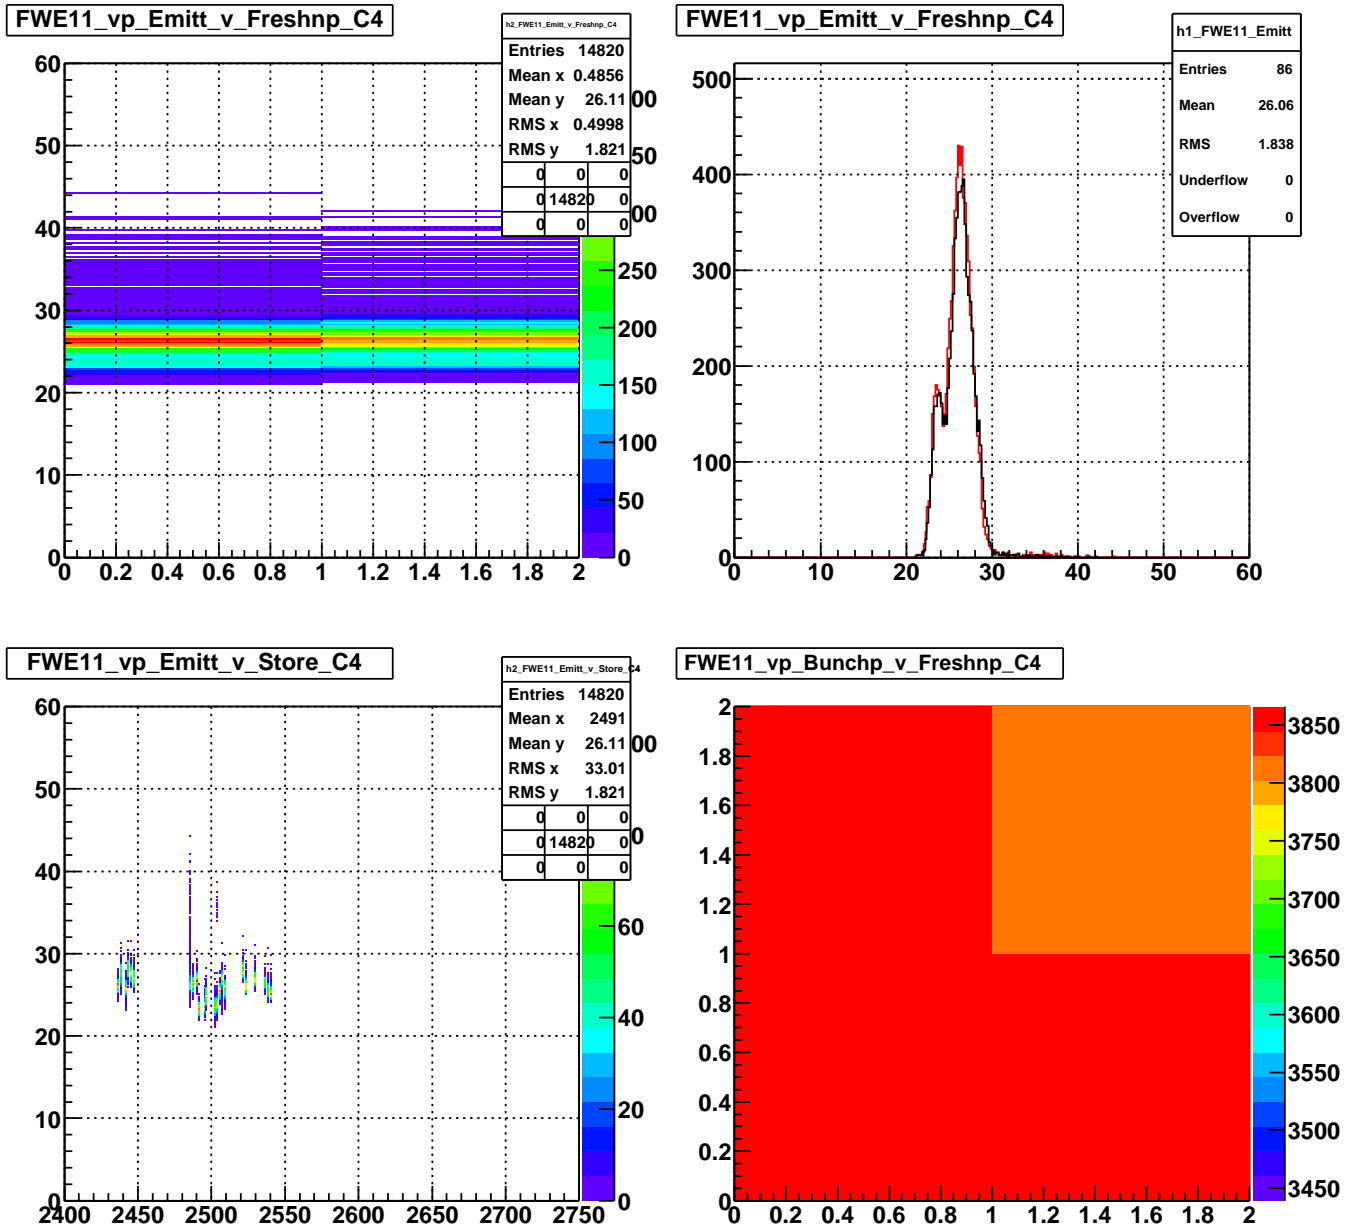 FWE11_vp_Emitt_v_Freshnp_C4
h2_FWE11_Emitt_v_Freshnp_C4
Entries 14820
Mean x 0.4856
Mean y 26.11
RMS x 0.4998
RMS y 1.821
0 0 0
0 14820 0
0 0 0
00
50
00
250
200
150
100
50
0
60
50
40
30
20
10
0
0 0.2 0.4 0.6 0.8 1 1.2 1.4 1.6 1.8 2
FWE11_vp_Emitt_v_Freshnp_C4
h1_FWE11_Emitt
Entries 86
Mean 26.06
RMS 1.838
Underflow 0
Overflow 0
500
400
300
200
100
0
0 10 20 30 40 50 60
FWE11_vp_Emitt_v_Store_C4
h2_FWE11_Emitt_v_Store_C4
Entries 14820
Mean x 2491
Mean y 26.11
RMS x 33.01
RMS y 1.821
0 0 0
0 14820 0
0 0 0
00
0
60
40
20
0
60
50
40
30
20
10
0
2400 2450 2500 2550 2600 2650 2700 2750
FWE11_vp_Bunchp_v_Freshnp_C4
2
1.8
1.6
1.4
1.2
1
0.8
0.6
0.4
0.2
0
0 0.2 0.4 0.6 0.8 1 1.2 1.4 1.6 1.8 2
3850
3800
3750
3700
3650
3600
3550
3500
3450